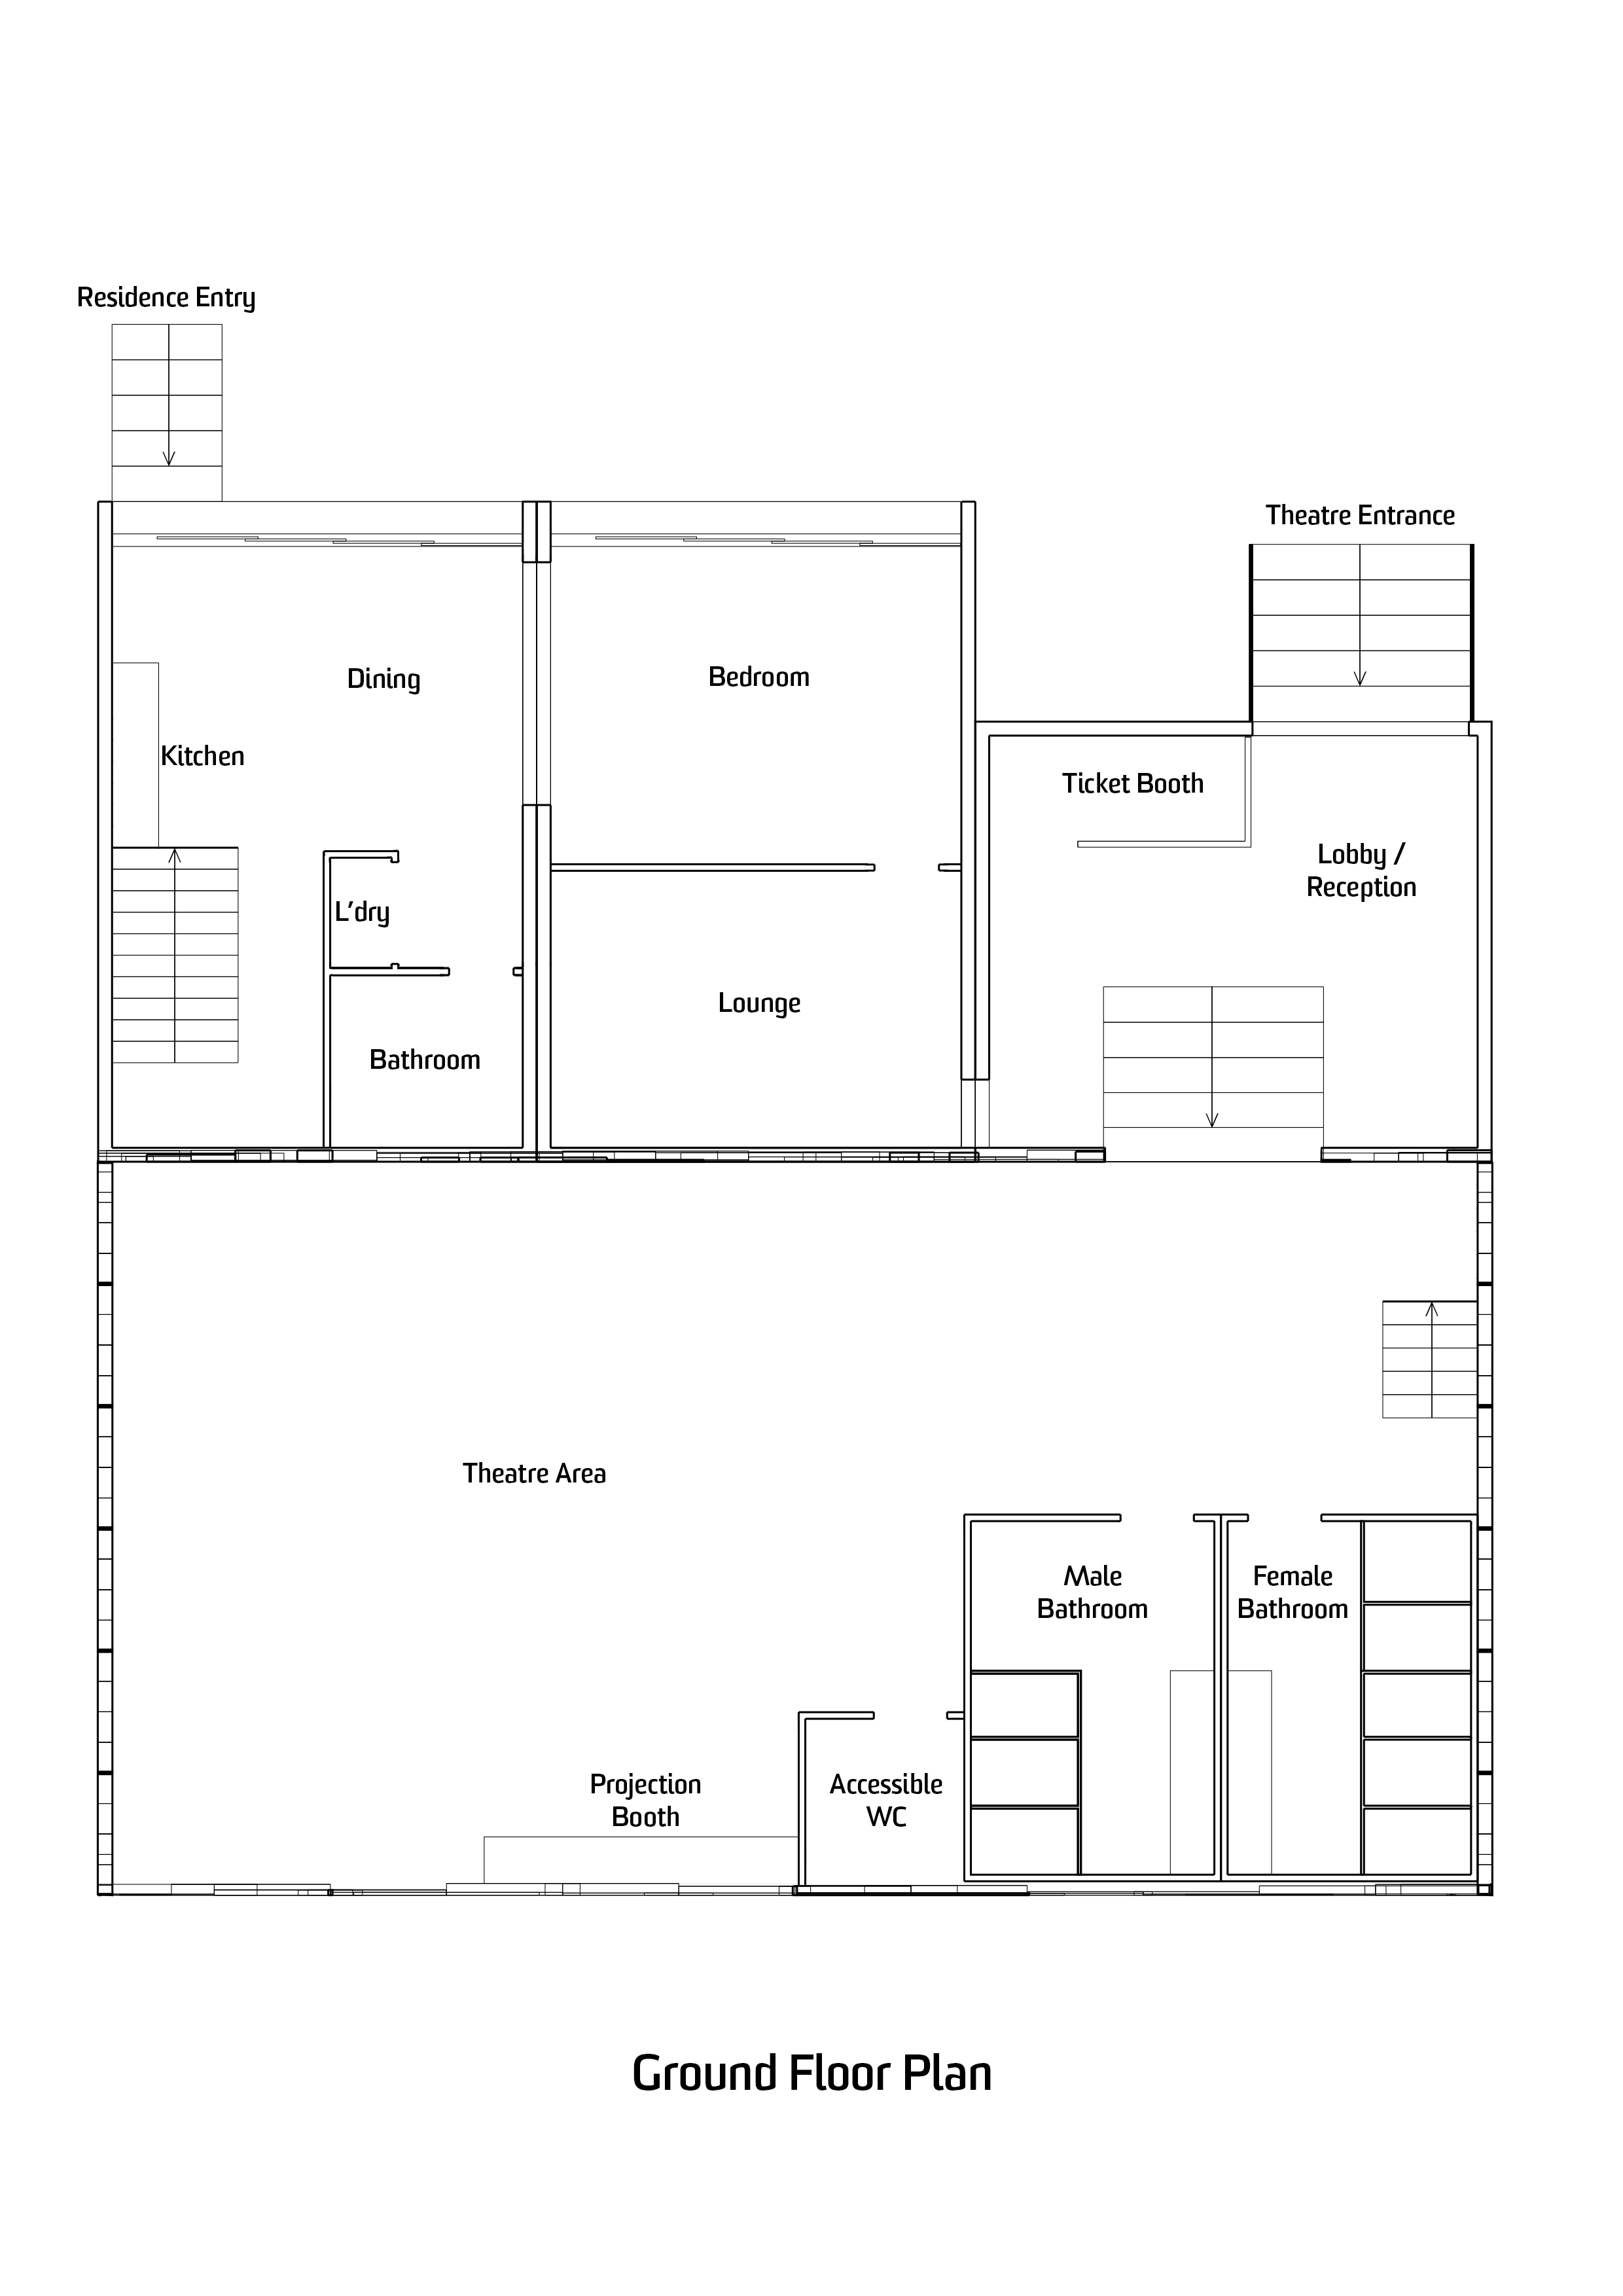 Residence Entry
Theatre Entrance
Dining
Bedroom
Kitchen
Ticket Booth
Lobby /
Reception
L'dry
Lounge
Bathroom
Theatre Area
Male
Bathroom
Female
Bathroom
Projection
Booth
Accessible
WC
Ground Floor Plan